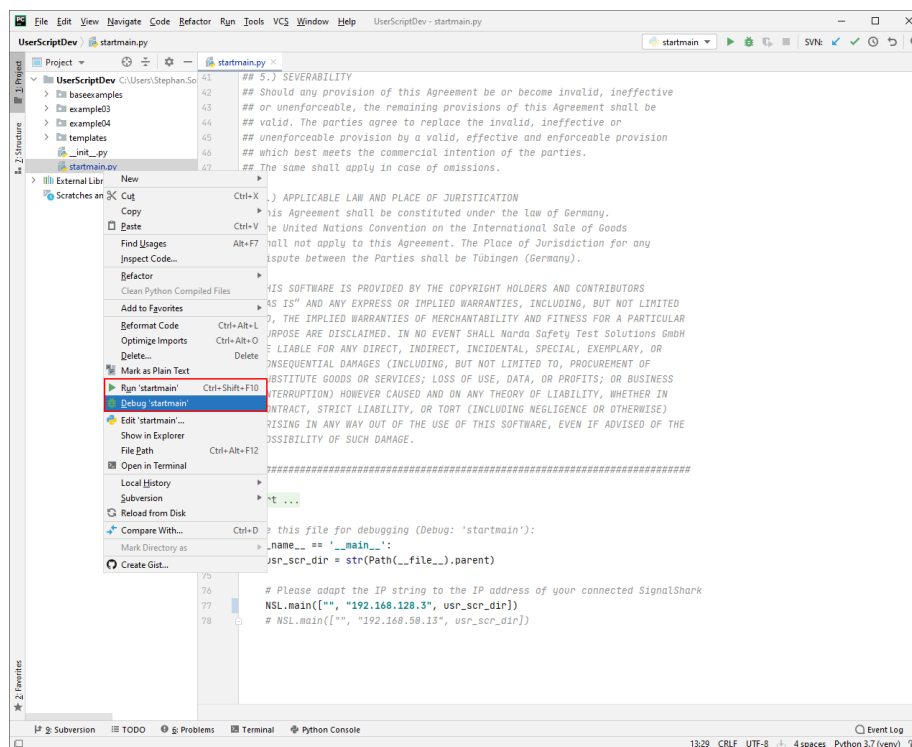 File Edit View Navigate Code Refactor Run Tools VCS Window Help UserScriptDev - startmain.py
UserScriptDev startmain.py startmain SVN:
1: Project
Project
startmain.py
UserScriptDev C:\Users\Stephan.So
baseexamples
example03
example04
templates
__init__.py
startmain.py
External Libr
Scratches an
7: Structure
2: Favorites
41 ## 5.) SEVERABILITY
42 ## Should any provision of this Agreement be or become invalid, ineffective
43 ## or unenforceable, the remaining provisions of this Agreement shall be
44 ## valid. The parties agree to replace the invalid, ineffective or
45 ## unenforceable provision by a valid, effective and enforceable provision
46 ## which best meets the commercial intention of the parties.
47 ## The same shall apply in case of omissions.
.) APPLICABLE LAW AND PLACE OF JURISTICATION
his Agreement shall be constituted under the law of Germany.
he United Nations Convention on the International Sale of Goods
hall not apply to this Agreement. The Place of Jurisdiction for any
ispute between the Parties shall be Tübingen (Germany).
HIS SOFTWARE IS PROVIDED BY THE COPYRIGHT HOLDERS AND CONTRIBUTORS
AS IS” AND ANY EXPRESS OR IMPLIED WARRANTIES, INCLUDING, BUT NOT LIMITED
O, THE IMPLIED WARRANTIES OF MERCHANTABILITY AND FITNESS FOR A PARTICULAR
URPOSE ARE DISCLAIMED. IN NO EVENT SHALL Narda Safety Test Solutions GmbH
E LIABLE FOR ANY DIRECT, INDIRECT, INCIDENTAL, SPECIAL, EXEMPLARY, OR
ONSEQUENTIAL DAMAGES (INCLUDING, BUT NOT LIMITED TO, PROCUREMENT OF
UBSTITUTE GOODS OR SERVICES; LOSS OF USE, DATA, OR PROFITS; OR BUSINESS
NTERRUPTION) HOWEVER CAUSED AND ON ANY THEORY OF LIABILITY, WHETHER IN
ONTRACT, STRICT LIABILITY, OR TORT (INCLUDING NEGLIGENCE OR OTHERWISE)
RISING IN ANY WAY OUT OF THE USE OF THIS SOFTWARE, EVEN IF ADVISED OF THE
OSSIBILITY OF SUCH DAMAGE.
##########################################################################
rt ...
e this file for debugging (Debug: 'startmain'):
_name__ == '__main__':
usr_scr_dir = str(Path(__file__).parent)
75
76 # Please adapt the IP string to the IP address of your connected SignalShark
77 NSL.main(["", "192.168.128.3", usr_scr_dir])
78 # NSL.main(["", "192.168.50.13", usr_scr_dir])
New
Cut Ctrl+X
Copy
Paste Ctrl+V
Find Usages Alt+F7
Inspect Code...
Refactor
Clean Python Compiled Files
Add to Favorites
Reformat Code Ctrl+Alt+L
Optimize Imports Ctrl+Alt+O
Delete... Delete
Mark as Plain Text
Run 'startmain' Ctrl+Shift+F10
Debug 'startmain'
Edit 'startmain'...
Show in Explorer
File Path Ctrl+Alt+F12
Open in Terminal
Local History
Subversion
Reload from Disk
Compare With... Ctrl+D
Mark Directory as
Create Gist...
9: Subversion TODO 6: Problems Terminal Python Console Event Log
13:29 CRLF UTF-8 4 spaces Python 3.7 (venv)